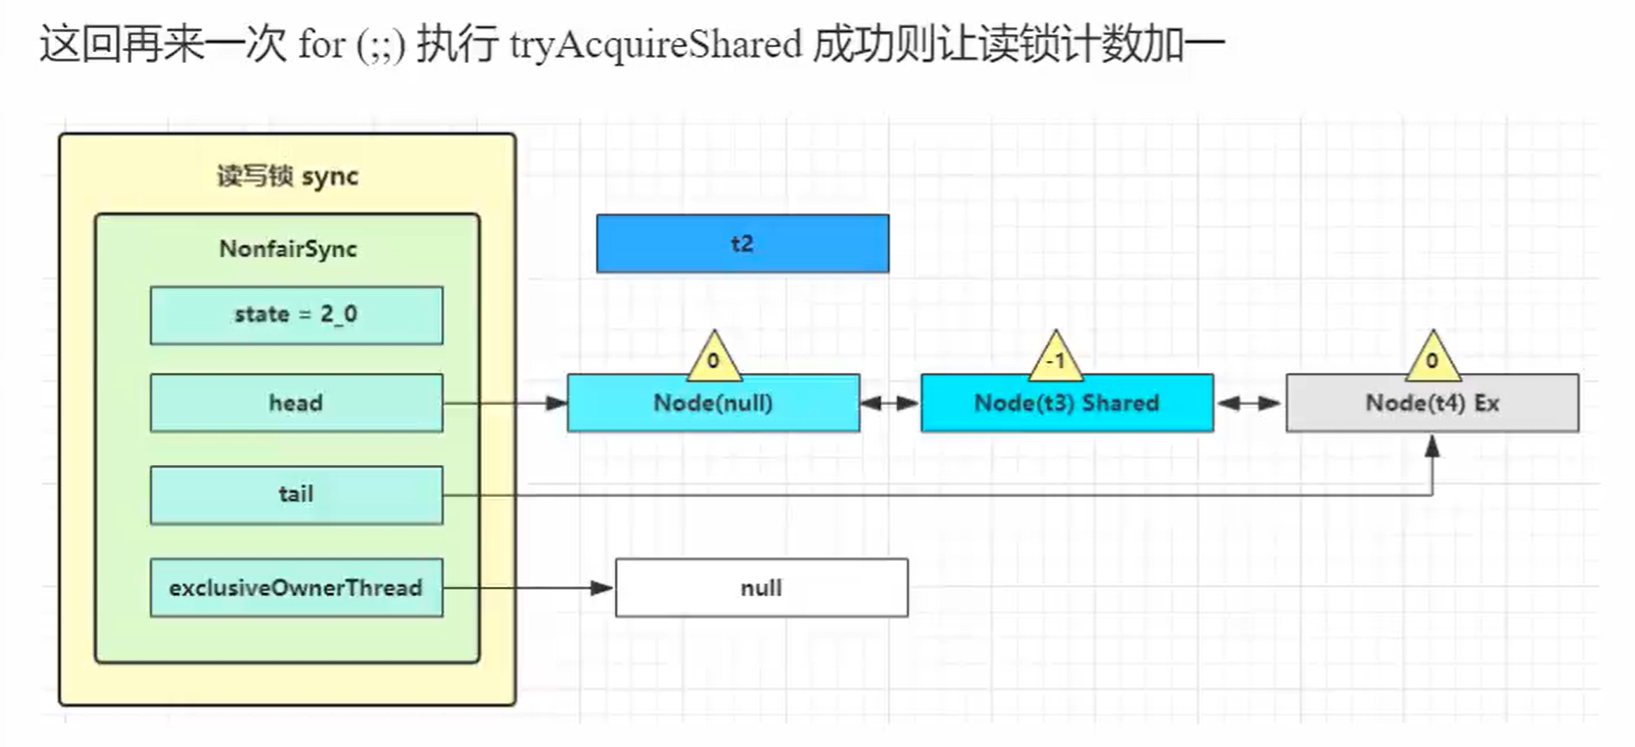 这回再来一次 for (;;) 执行 tryAcquireShared 成功则让读锁计数加一
读写锁 sync
NonfairSync
t2
state = 2_0
0
-1
0
head
Node(null)
Node(t3) Shared
Node(t4) Ex
tail
exclusiveOwnerThread
null